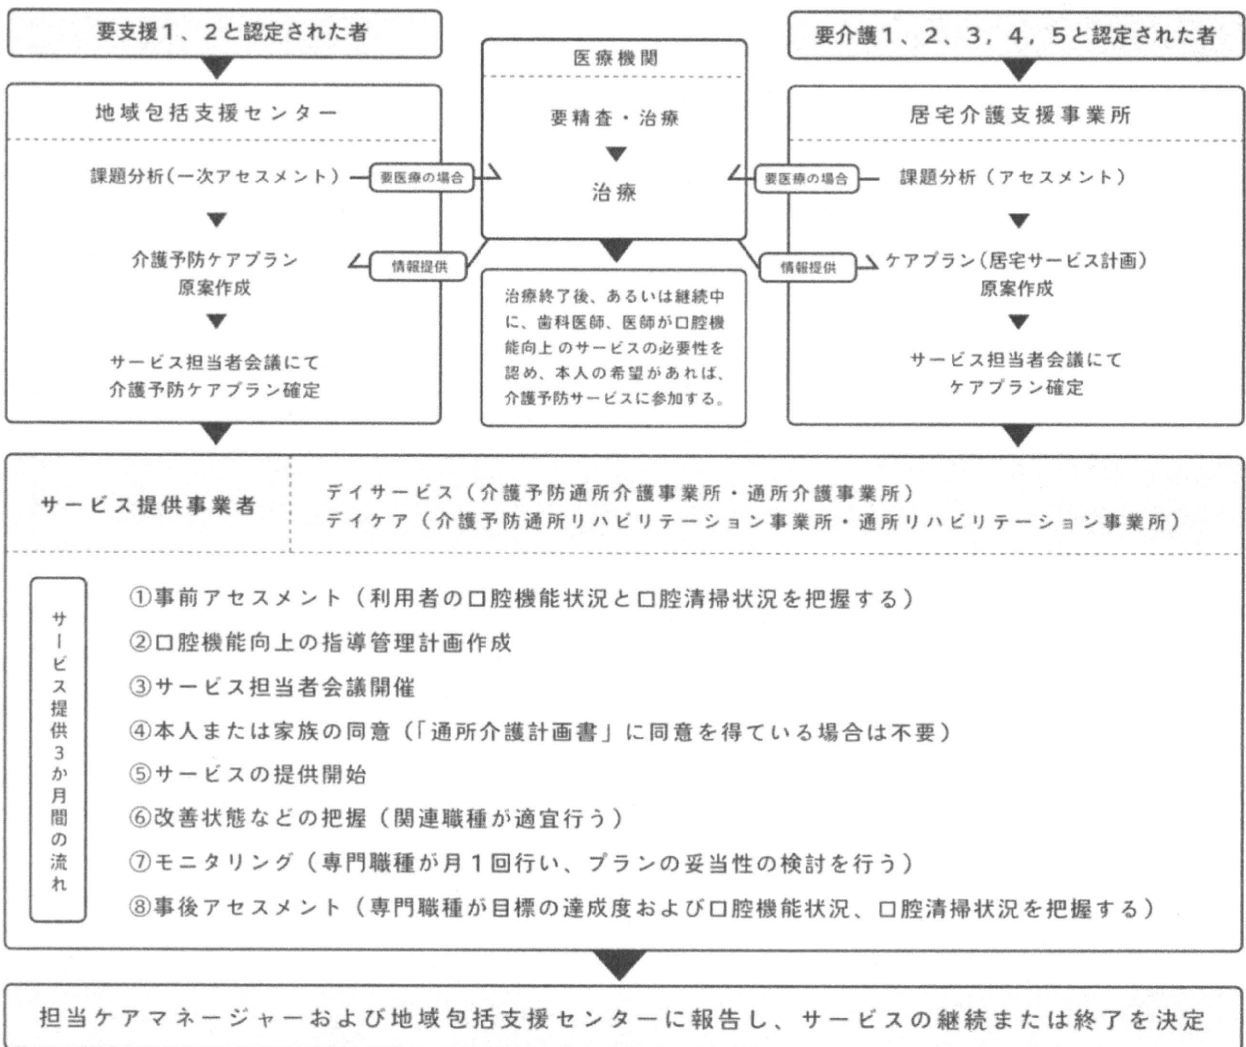 要支援1、2と認定された者
地域包括支援センター
課題分析(一次アセスメント)
要医療の場合
介護予防ケアプラン
原案作成
情報提供
サービス担当者会議にて
介護予防ケアプラン確定
医療機関
要精査・治療
治療
治療終了後、あるいは継続中
に、歯科医師、医師が口腔機
能向上のサービスの必要性を
認め、本人の希望があれば、
介護予防サービスに参加する。
要介護1、2、3,4,5と認定された者
居宅介護支援事業所
要医療の場合
課題分析(アセスメント)
情報提供
ケアプラン(居宅サービス計画)
原案作成
サービス担当者会議にて
ケアプラン確定
サービス提供事業者
デイサービス(介護予防通所介護事業所・通所介護事業所)
デイケア(介護予防通所リハビリテーション事業所・通所リハビリテーション事業所)
サービス提供3か月間の流れ
①事前アセスメント(利用者の口腔機能状況と口腔清掃状況を把握する)
②口腔機能向上の指導管理計画作成
③サービス担当者会議開催
④本人または家族の同意(「通所介護計画書」に同意を得ている場合は不要)
⑤サービスの提供開始
⑥改善状態などの把握(関連職種が適宜行う)
⑦モニタリング(専門職種が月1回行い、プランの妥当性の検討を行う)
⑧事後アセスメント(専門職種が目標の達成度および口腔機能状況、口腔清掃状況を把握する)
担当ケアマネージャーおよび地域包括支援センターに報告し、サービスの継続または終了を決定